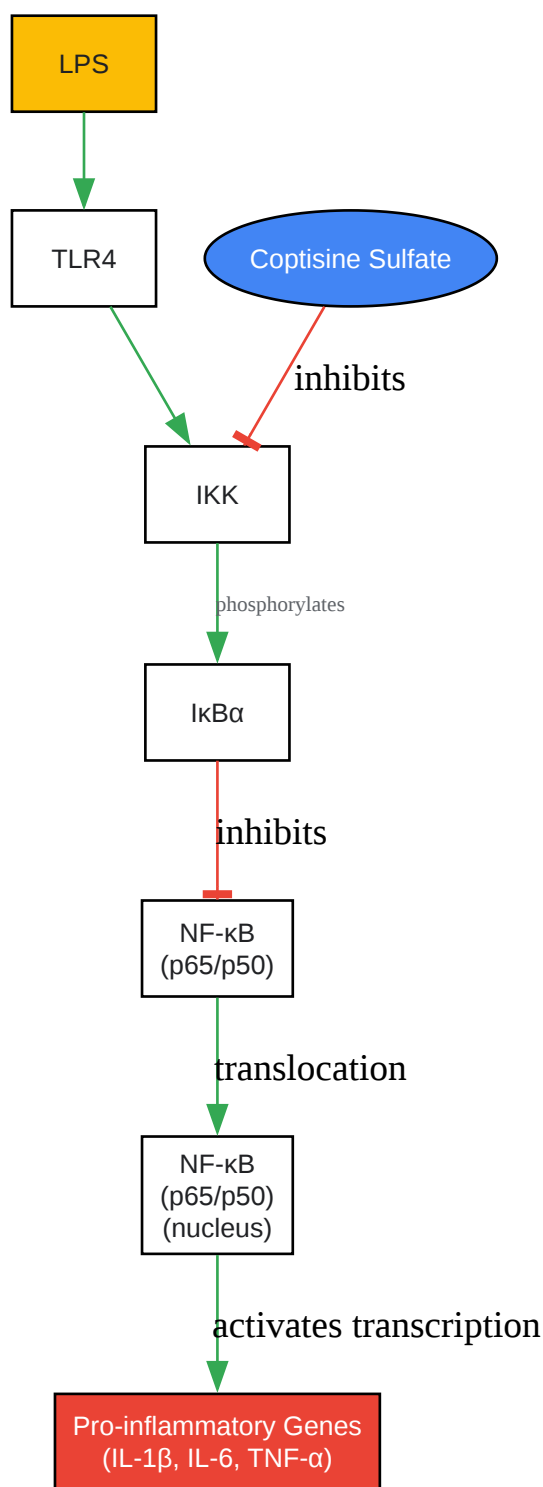 LPS
TLR4
Coptisine Sulfate
inhibits
IKK
phosphorylates
IκBα
inhibits
NF-κB
(p65/p50)
translocation
NF-κB
(p65/p50)
(nucleus)
activates transcription
Pro-inflammatory Genes
(IL-1β, IL-6, TNF-α)